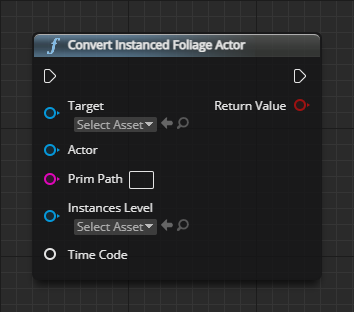 Convert Instanced Foliage Actor
Target
Return Value
Select Asset
Actor
Prim Path
Instances Level
Select Asset
Time Code